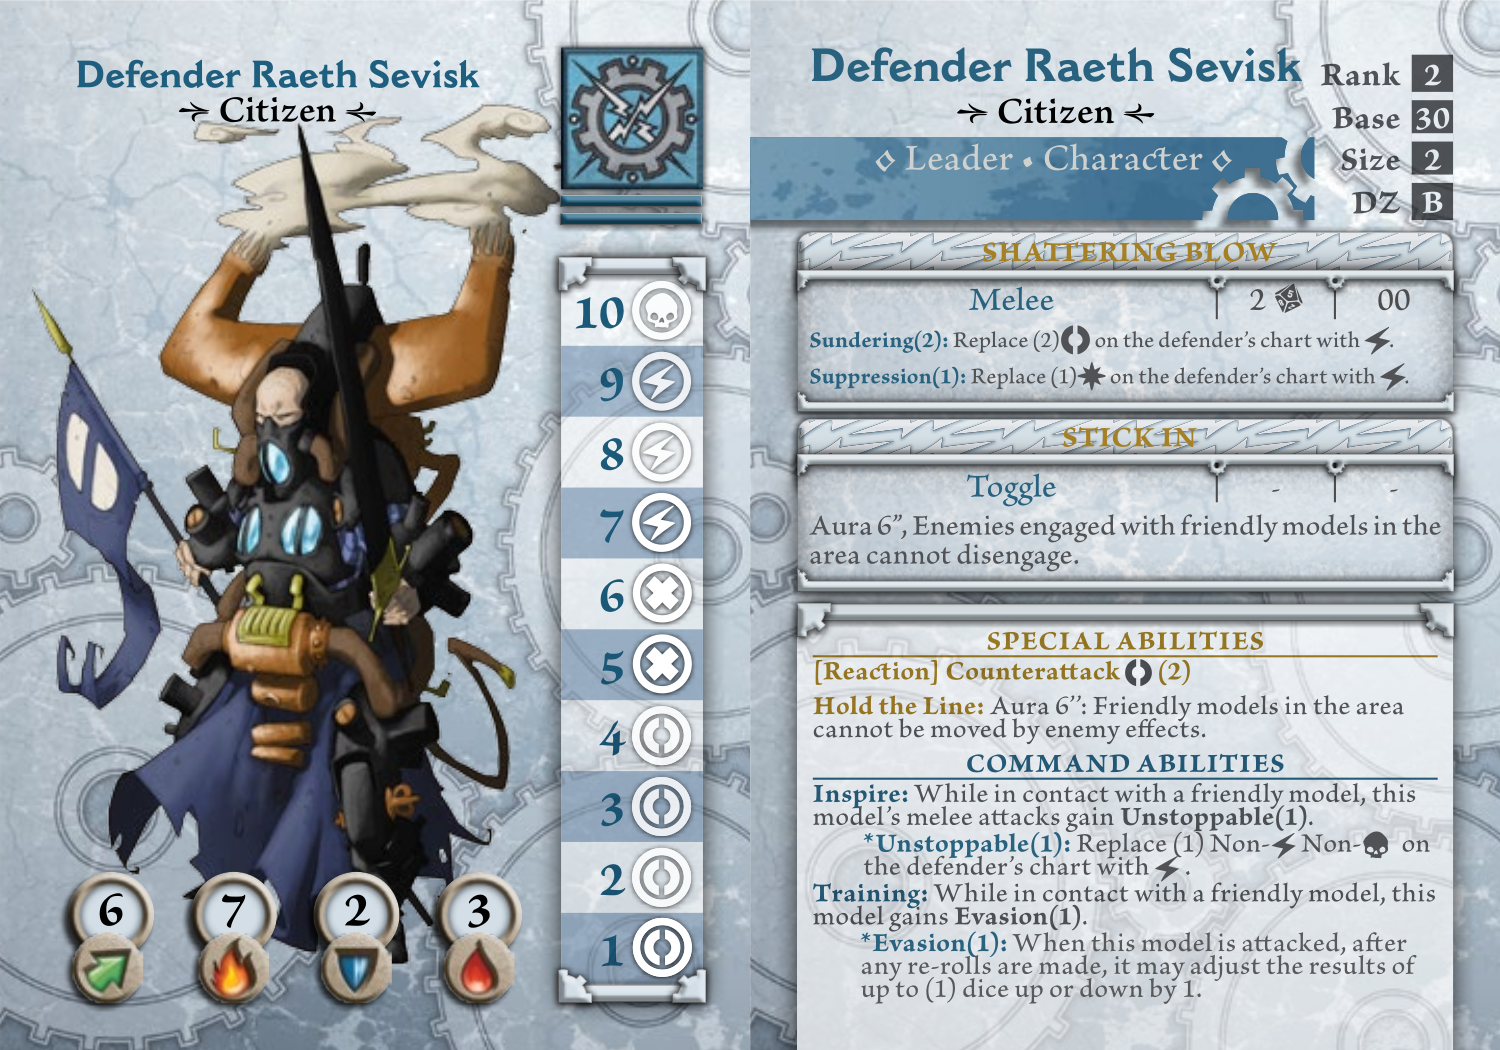 Defender Raeth Sevisk
Citizen
10
9
8
7
6
5
4
3
2
1
6 7 2 3
Defender Raeth Sevisk
Citizen
Leader • Character
Rank 2
Base 30
Size 2
DZ B
SHATTERING BLOW
Melee 2 00
Sundering(2): Replace (2) on the defender's chart with .
Suppression(1): Replace (1) on the defender's chart with .
STICK IN
Toggle - -
Aura 6”, Enemies engaged with friendly models in the
area cannot disengage.
SPECIAL ABILITIES
[Reaction] Counterattack (2)
Hold the Line: Aura 6’’: Friendly models in the area
cannot be moved by enemy effects.
COMMAND ABILITIES
Inspire: While in contact with a friendly model, this
model's melee attacks gain Unstoppable(1).
*Unstoppable(1): Replace (1) Non- Non- on
the defender's chart with .
Training: While in contact with a friendly model, this
model gains Evasion(1).
*Evasion(1): When this model is attacked, after
any re-rolls are made, it may adjust the results of
up to (1) dice up or down by 1.